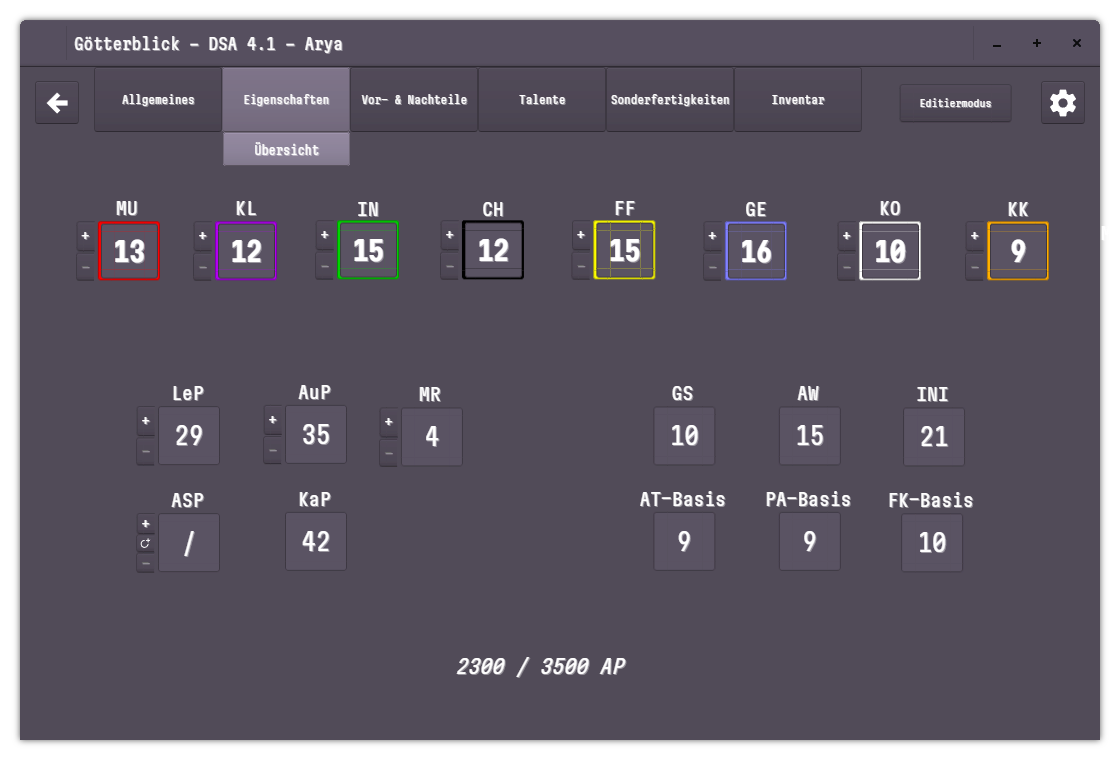 Götterblick - DSA 4.1 - Arya
Allgemeines Eigenschaften Vor- & Nachteile Talente Sonderfertigkeiten Inventar Editiermodus
Übersicht
MU KL IN CH FF GE KO KK
+ 13 + 12 + 15 + 12 + 15 + 16 + 10 + 9
- - - - - - - -
LeP AuP MR GS AW INI
+ 29 + 35 + 4 10 15 21
- - -
ASP KaP AT-Basis PA-Basis FK-Basis
+ / 42 9 9 10
-
2300 / 3500 AP